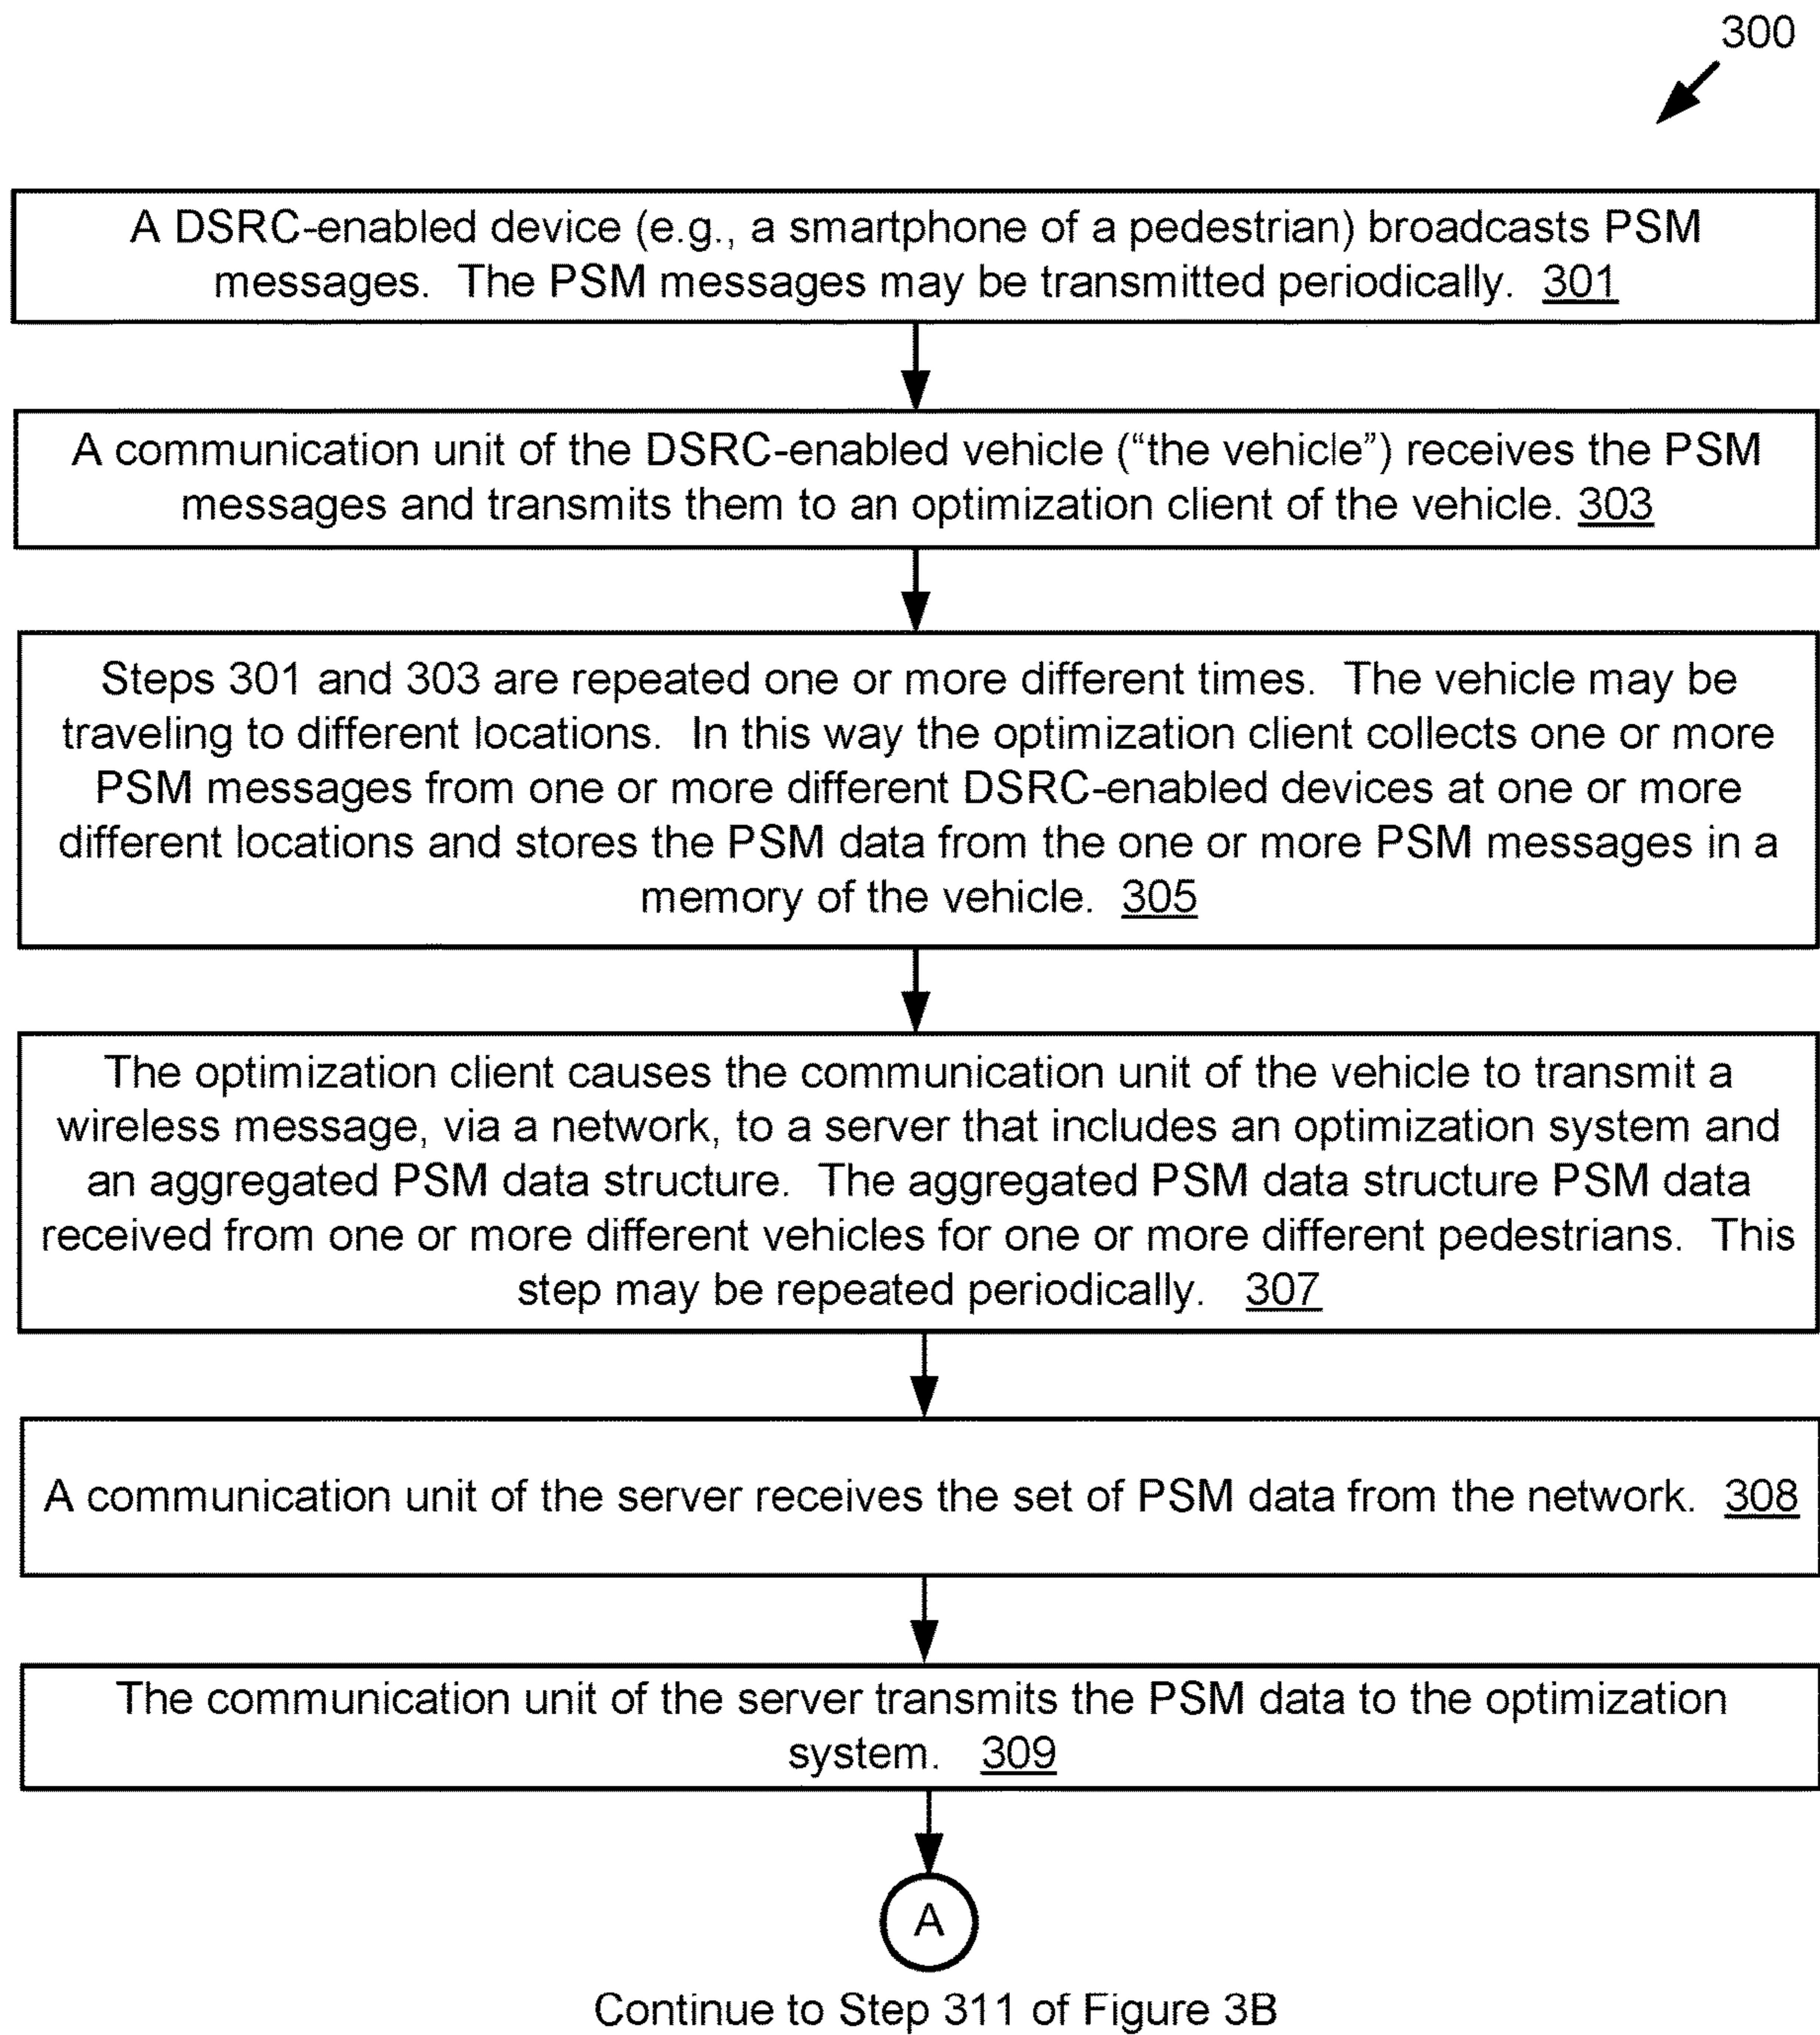 300
A DSRC-enabled device (e.g., a smartphone of a pedestrian) broadcasts PSM
messages.  The PSM messages may be transmitted periodically.  301
A communication unit of the DSRC-enabled vehicle (“the vehicle”) receives the PSM
messages and transmits them to an optimization client of the vehicle. 303
Steps 301 and 303 are repeated one or more different times.  The vehicle may be
traveling to different locations.  In this way the optimization client collects one or more
PSM messages from one or more different DSRC-enabled devices at one or more
different locations and stores the PSM data from the one or more PSM messages in a
memory of the vehicle.  305
The optimization client causes the communication unit of the vehicle to transmit a
wireless message, via a network, to a server that includes an optimization system and
an aggregated PSM data structure.  The aggregated PSM data structure PSM data
received from one or more different vehicles for one or more different pedestrians.  This
step may be repeated periodically.   307
A communication unit of the server receives the set of PSM data from the network.  308
The communication unit of the server transmits the PSM data to the optimization
system.   309
A
Continue to Step 311 of Figure 3B